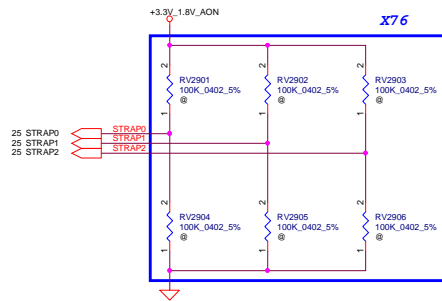 +3.3V_1.8V_AON
X76
2
2
2
RV2901
100K_0402_5%
@
RV2902
100K_0402_5%
@
RV2903
100K_0402_5%
@
1
1
1
25 STRAP0
STRAP0
25 STRAP1
STRAP1
25 STRAP2
STRAP2
2
2
2
RV2904
100K_0402_5%
@
RV2905
100K_0402_5%
@
RV2906
100K_0402_5%
@
1
1
1